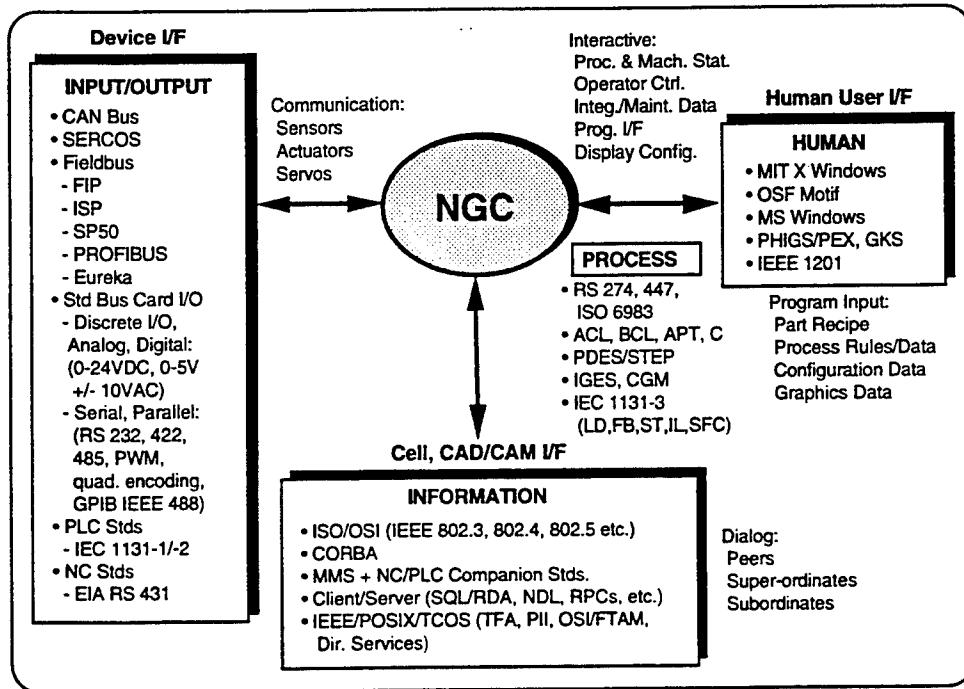 Device I/F
INPUT/OUTPUT
• CAN Bus
• SERCOS
• Fieldbus
- FIP
- ISP
- SP50
- PROFIBUS
- Eureka
• Std Bus Card I/O
- Discrete I/O,
Analog, Digital:
(0-24VDC, 0-5V
+/- 10VAC)
- Serial, Parallel:
(RS 232, 422,
485, PWM,
quad. encoding,
GPIB IEEE 488)
• PLC Stds
- IEC 1131-1/-2
• NC Stds
- EIA RS 431
Communication:
Sensors
Actuators
Servos
NGC
Interactive:
Proc. & Mach. Stat.
Operator Ctrl.
Integ./Maint. Data
Prog. I/F
Display Config.
Human User I/F
HUMAN
• MIT X Windows
• OSF Motif
• MS Windows
• PHIGS/PEX, GKS
• IEEE 1201
Program Input:
Part Recipe
Process Rules/Data
Configuration Data
Graphics Data
PROCESS
• RS 274, 447,
ISO 6983
• ACL, BCL, APT, C
• PDES/STEP
• IGES, CGM
• IEC 1131-3
(LD,FB,ST,IL,SFC)
Cell, CAD/CAM I/F
INFORMATION
• ISO/OSI (IEEE 802.3, 802.4, 802.5 etc.)
• CORBA
• MMS + NC/PLC Companion Stds.
• Client/Server (SQL/RDA, NDL, RPCs, etc.)
• IEEE/POSIX/TCOS (TFA, PII, OSI/FTAM,
Dir. Services)
Dialog:
Peers
Super-ordinates
Subordinates